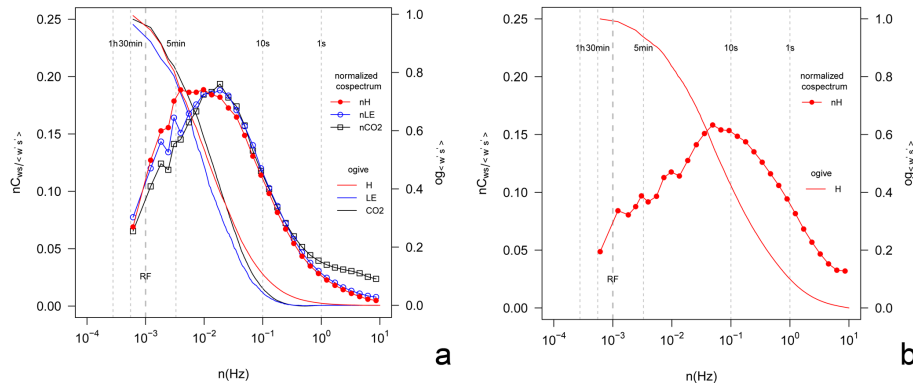 0.25
0.20
0.15
0.10
0.05
0.00
nC_ws/<w's'>
1h30min
5min
10s
1s
1.0
0.8
0.6
0.4
0.2
0.0
og_<w's'>
normalized
cospectrum
nH
nLE
nCO2
ogive
H
LE
CO2
RF
10^-4
10^-3
10^-2
10^-1
10^0
10^1
n(Hz)
a
0.25
0.20
0.15
0.10
0.05
0.00
nC_ws/<w's'>
1h30min
5min
10s
1s
1.0
0.8
0.6
0.4
0.2
0.0
og_<w's'>
normalized
cospectrum
nH
ogive
H
RF
10^-4
10^-3
10^-2
10^-1
10^0
10^1
n(Hz)
b